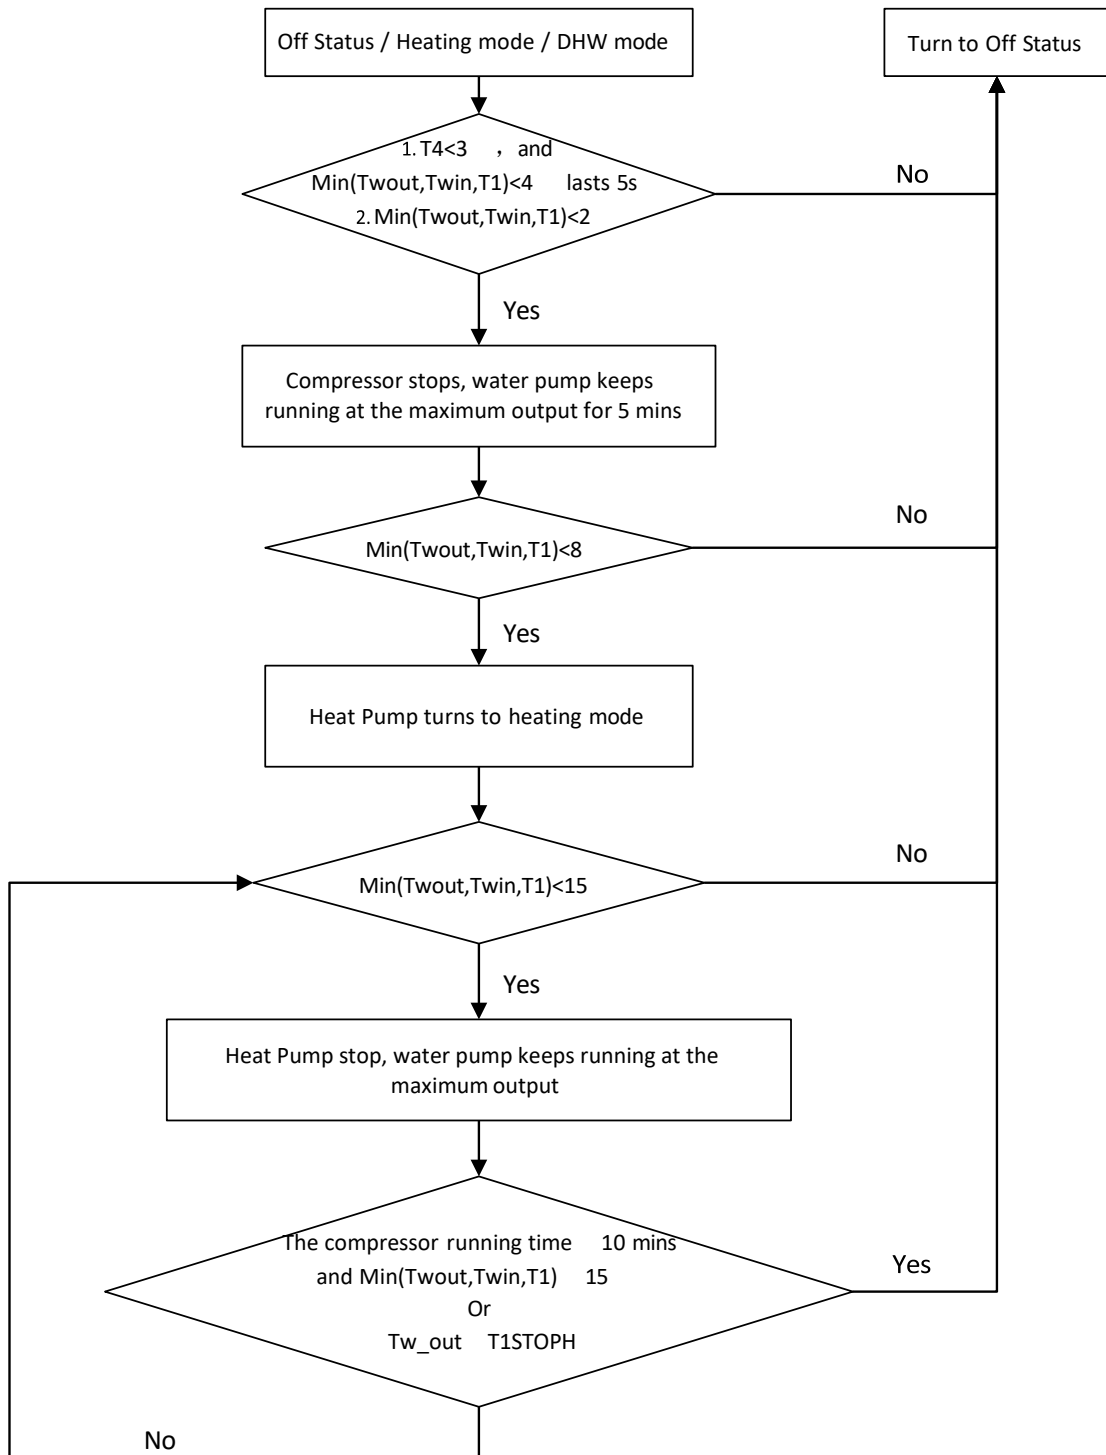 Off Status / Heating mode / DHW mode
Turn to Off Status
1. T4<3 , and
Min(Twout,Twin,T1)<4 lasts 5s
2. Min(Twout,Twin,T1)<2
No
Yes
Compressor stops, water pump keeps
running at the maximum output for 5 mins
Min(Twout,Twin,T1)<8
No
Yes
Heat Pump turns to heating mode
Min(Twout,Twin,T1)<15
No
Yes
Heat Pump stop, water pump keeps running at the
maximum output
The compressor running time 10 mins
and Min(Twout,Twin,T1) 15
Or
Tw_out T1STOPH
Yes
No